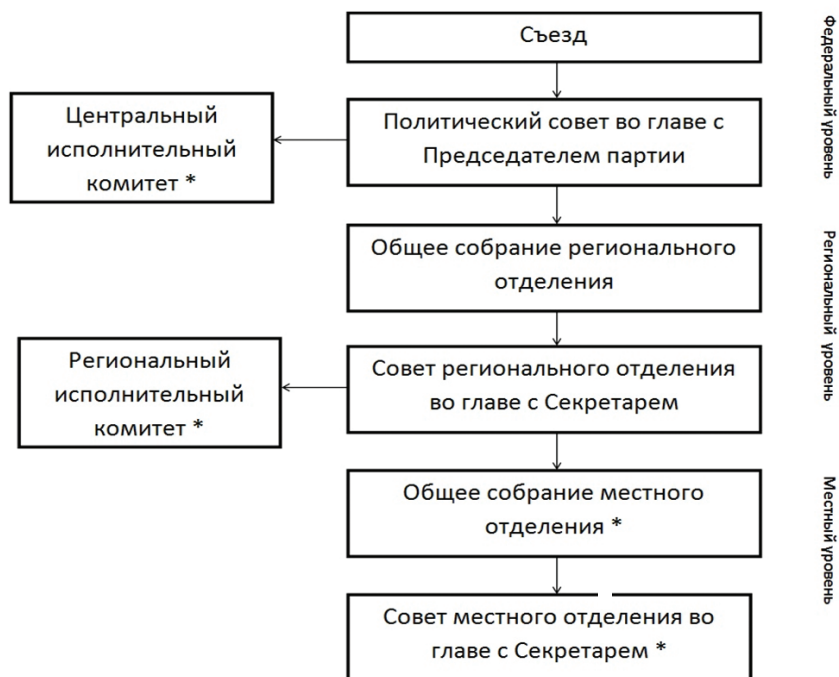 Съезд
Центральный
исполнительный
комитет *
Политический совет во главе с
Председателем партии
Федеральный уровень
Общее собрание регионального
отделения
Региональный
исполнительный
комитет *
Совет регионального отделения
во главе с Секретарем
Региональный уровень
Общее собрание местного
отделения *
Совет местного отделения во
главе с Секретарем *
Местный уровень